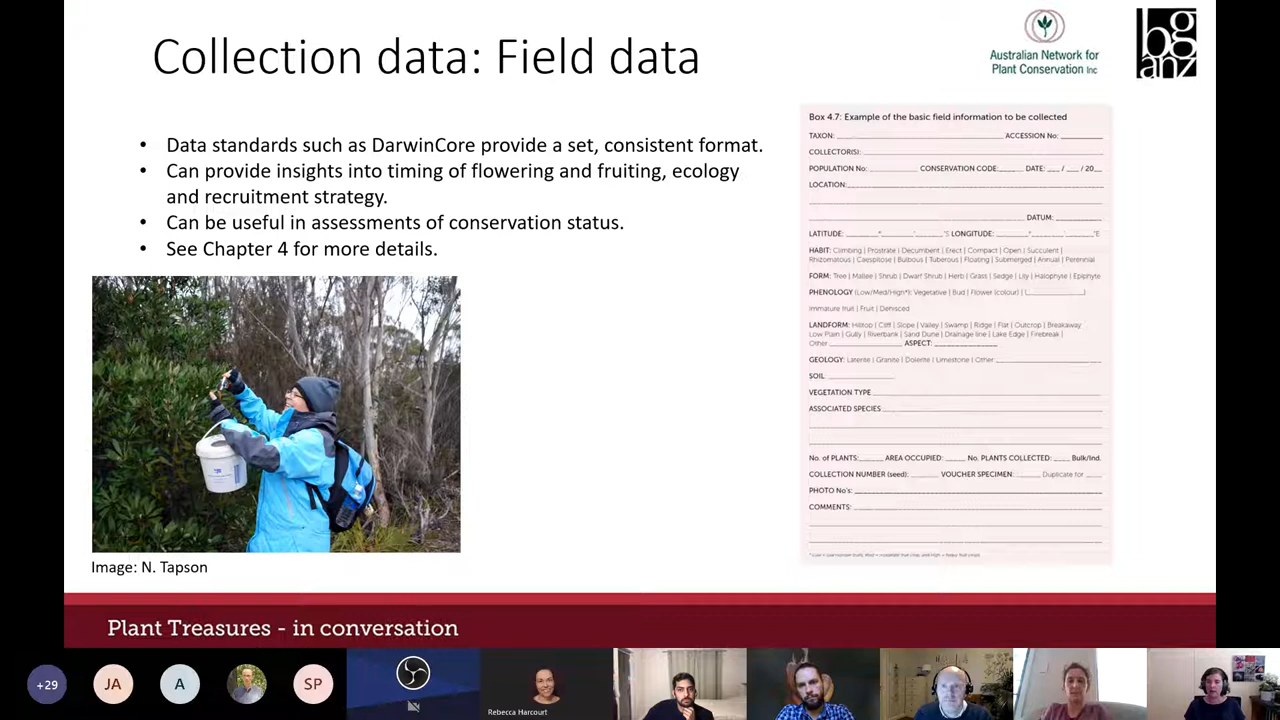 Collection data: Field data
Australian Network for
Plant Conservation Inc
bg
anz
• Data standards such as DarwinCore provide a set, consistent format.
• Can provide insights into timing of flowering and fruiting, ecology
and recruitment strategy.
• Can be useful in assessments of conservation status.
• See Chapter 4 for more details.
Image: N. Tapson
Box 4.7: Example of the basic field information to be collected
TAXON: ACCESSION No:
COLLECTOR(S):
POPULATION No: CONSERVATION CODE: DATE: / / 20
LOCATION:
DATUM:
LATITUDE: ° ' "S LONGITUDE: ° ' "E
HABIT: Climbing | Prostrate | Decumbent | Erect | Compact | Open | Succulent |
Rhizomatous | Caespitose | Bulbous | Tuberous | Floating | Submerged | Annual | Perennial
FORM: Tree | Mallee | Shrub | Dwarf Shrub | Herb | Grass | Sedge | Lily | Halophyte | Epiphyte
PHENOLOGY (Low/Med/High*): Vegetative | Bud | Flower (colour) | ( )
Immature fruit | Fruit | Dehisced
LANDFORM: Hilltop | Cliff | Slope | Valley | Swamp | Ridge | Flat | Outcrop | Breakaway
Low Plain | Gully | Riverbank | Sand Dune | Drainage line | Lake Edge | Firebreak |
Other ASPECT:
GEOLOGY: Laterite | Granite | Dolerite | Limestone | Other
SOIL:
VEGETATION TYPE
ASSOCIATED SPECIES
No. of PLANTS: AREA OCCUPIED: No. PLANTS COLLECTED: Bulk/Ind.
COLLECTION NUMBER (seed): VOUCHER SPECIMEN: Duplicate for
PHOTO No's:
COMMENTS:
Plant Treasures - in conversation
+29
JA
A
SP
Rebecca Harcourt